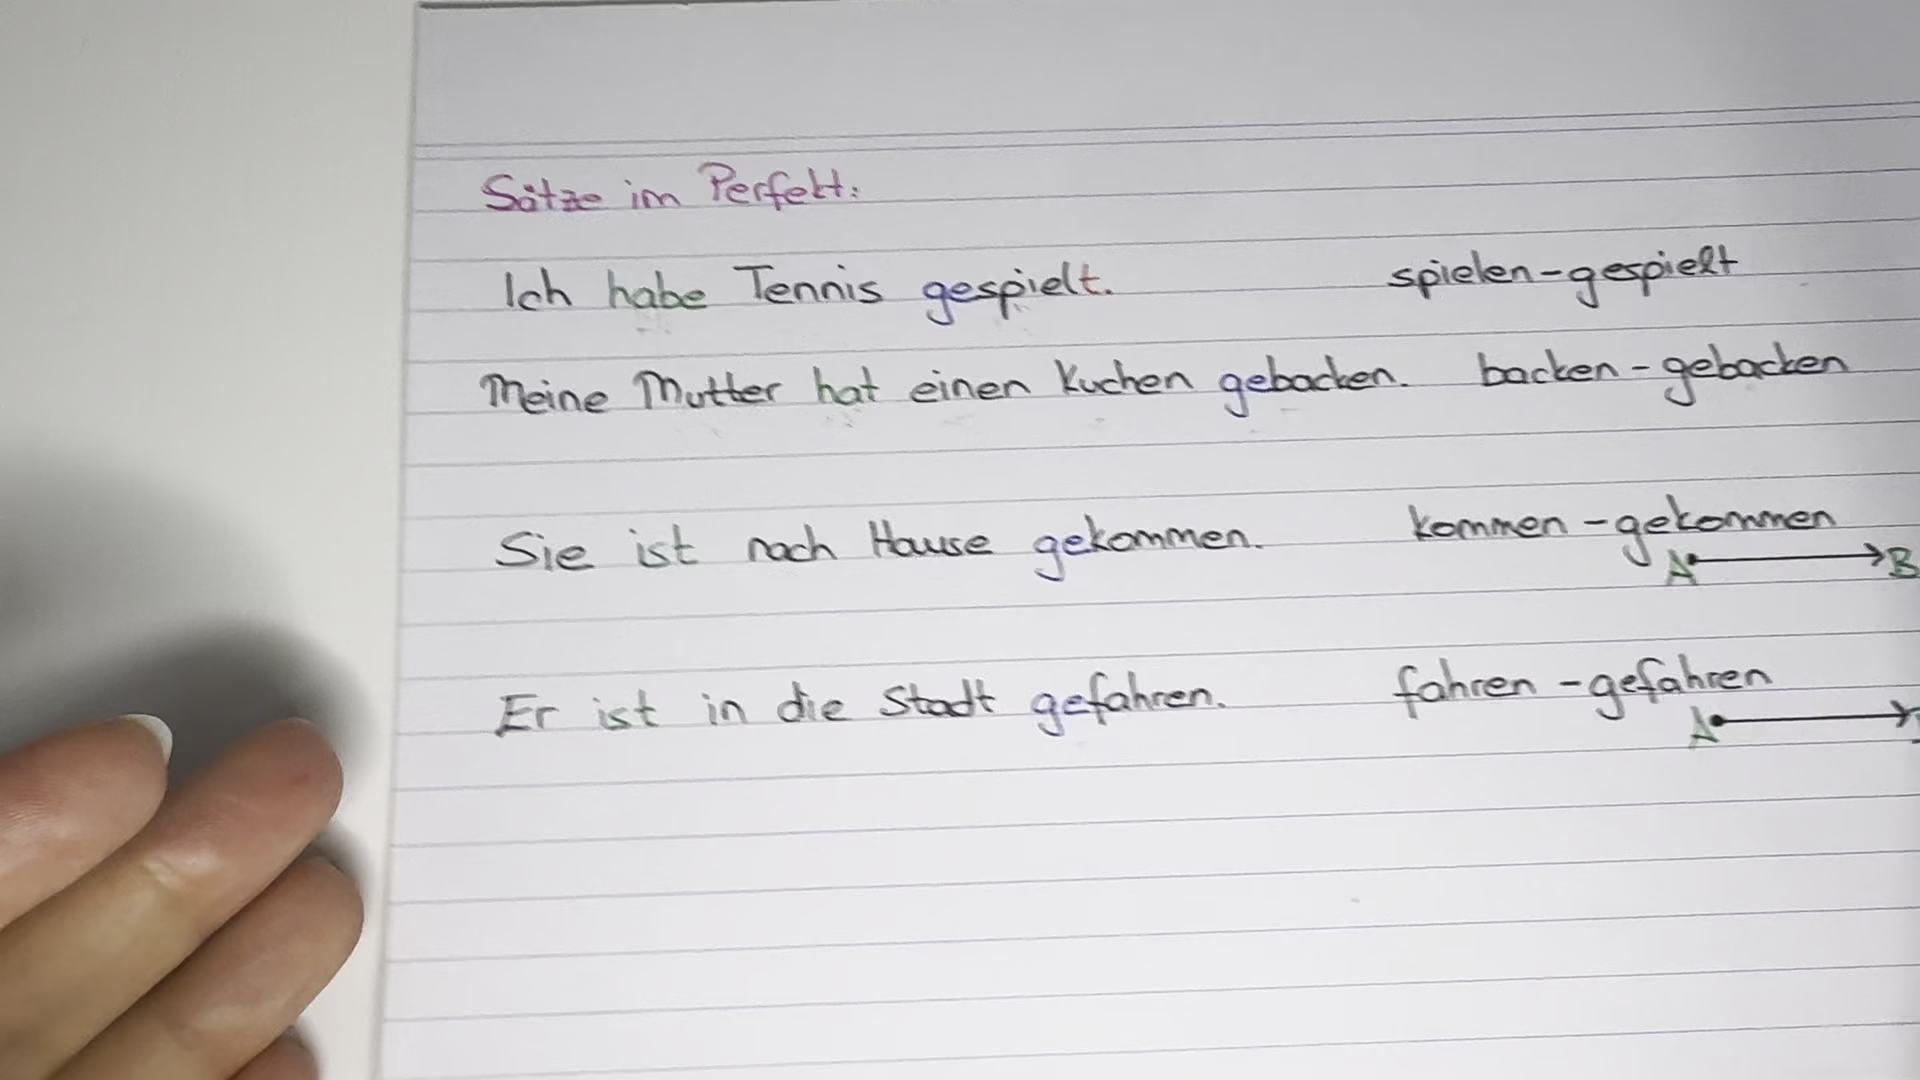 Sätze im Perfekt:
Ich habe Tennis gespielt. spielen-gespielt
Meine Mutter hat einen Kuchen gebacken. backen-gebacken
Sie ist nach Hause gekommen. kommen-gekommen
A B
Er ist in die Stadt gefahren. fahren-gefahren
A